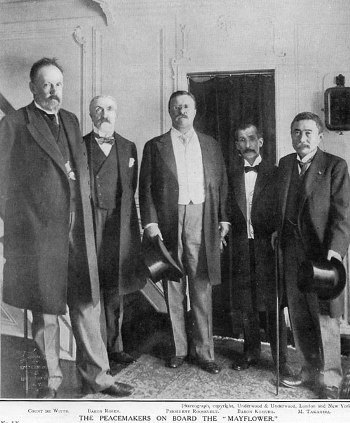 Stereograph, copyright, Underwood & Underwood, London and New York
COUNT DE WITTE. BARON ROSEN. PRESIDENT ROOSEVELT. BARON KOMURA. M. TAKAHIRA.
THE PEACEMAKERS ON BOARD THE "MAYFLOWER."